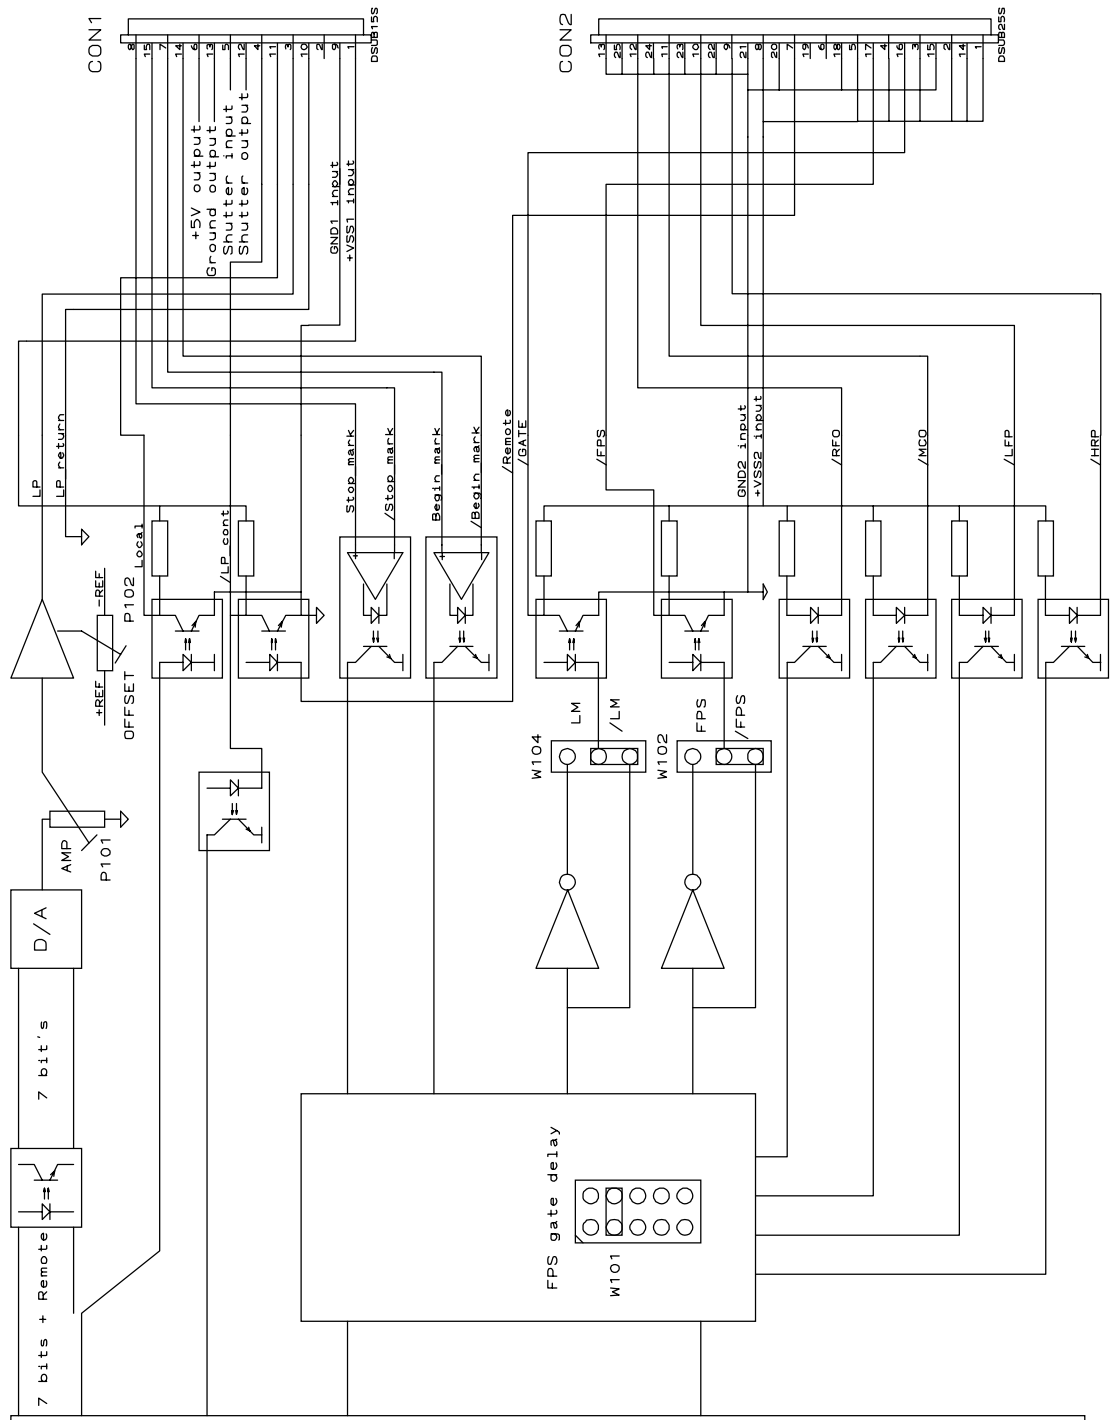 CON1
8
15
7
14
6
13
5
12
4
11
3
10
2
9
1
DSUB15S
CON2
13
25
12
24
11
23
10
22
9
21
8
20
7
19
6
18
5
17
4
16
3
15
2
14
1
DSUB25S
+5V output
Ground output
Shutter input
Shutter output
GND1 input
+VSS1 input
LP
LP return
Local
/LP cont
Stop mark
/Stop mark
Begin mark
/Begin mark
/Remote
/GATE
/FPS
GND2 input
+VSS2 input
/RFO
/MCO
/LFP
/HRP
+REF
-REF
OFFSET P102
AMP
P101
LM
/LM
W104
FPS
/FPS
W102
D/A
7 bit's
7 bits + Remote
FPS gate delay
W101